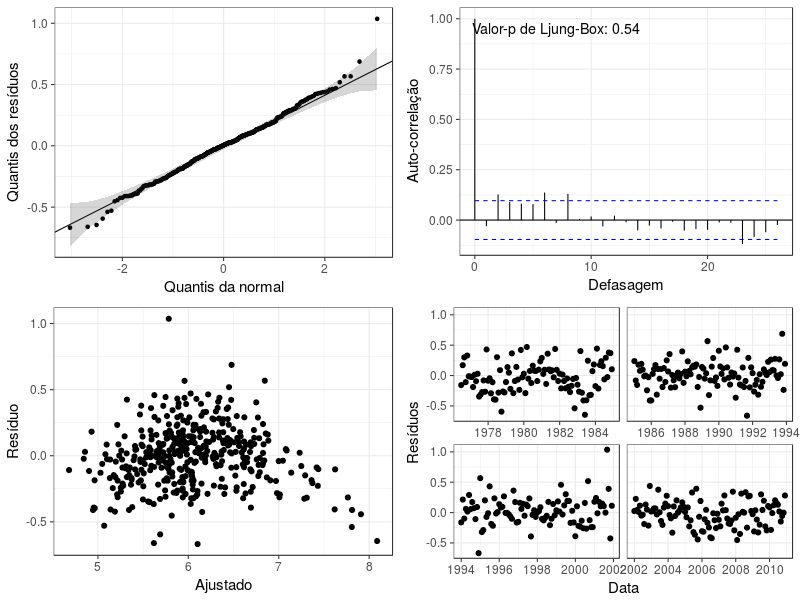 Quantis dos resíduos
1.0
0.5
0.0
-0.5
-2
0
2
Quantis da normal
Valor-p de Ljung-Box: 0.54
Auto-correlação
1.00
0.75
0.50
0.25
0.00
0
10
20
Defasagem
Resíduo
1.0
0.5
0.0
-0.5
5
6
7
8
Ajustado
Resíduos
1.0
0.5
0.0
-0.5
1978 1980 1982 1984
1986 1988 1990 1992 1994
1.0
0.5
0.0
-0.5
1994 1996 1998 2000 2002
2002 2004 2006 2008 2010
Data